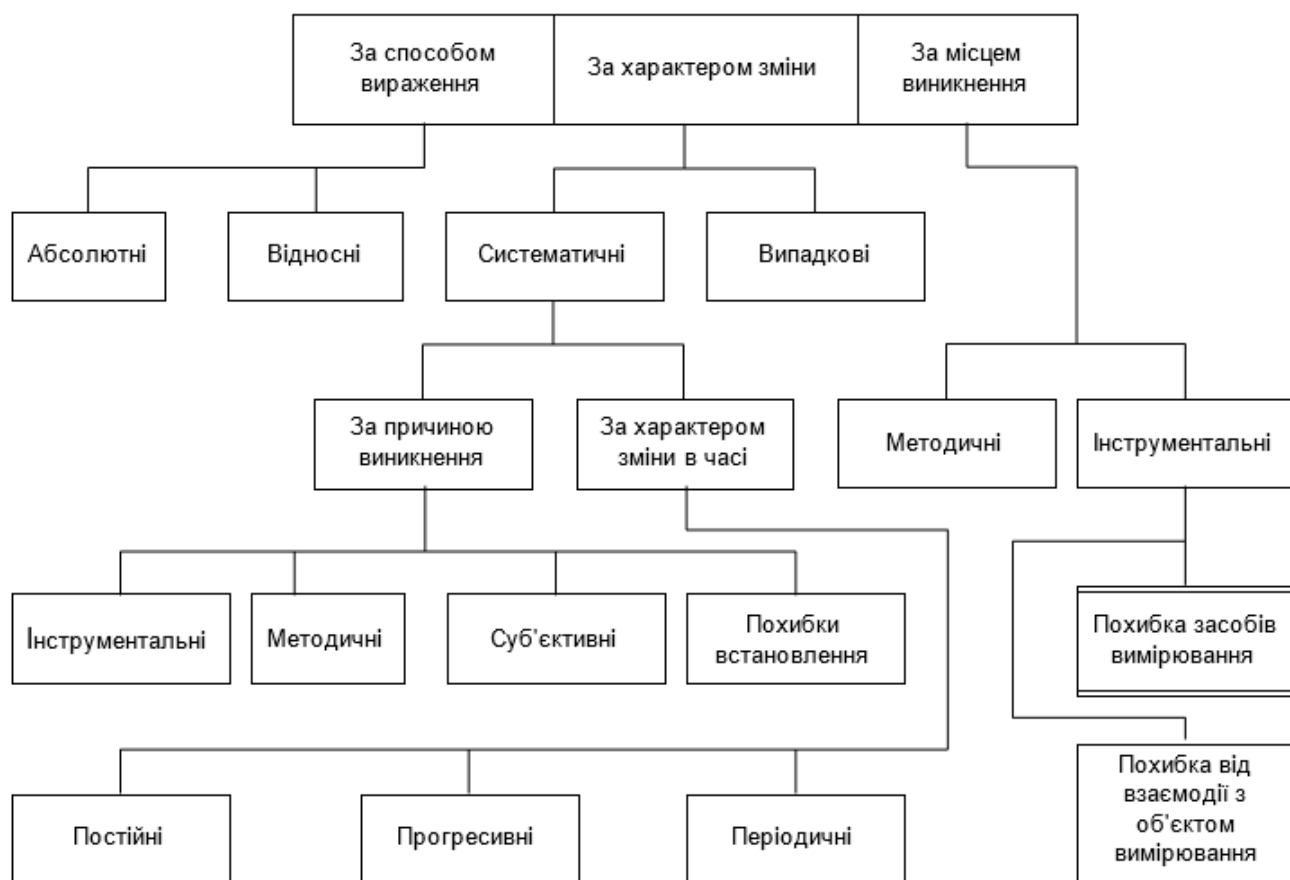 За способом
вираження
За характером зміни
За місцем
виникнення
Абсолютні
Відносні
Систематичні
Випадкові
За причиною
виникнення
За характером
зміни в часі
Методичні
Інструментальні
Інструментальні
Методичні
Суб'єктивні
Похибки
встановлення
Похибка засобів
вимірювання
Постійні
Прогресивні
Періодичні
Похибка від
взаємодії з
об'єктом
вимірювання